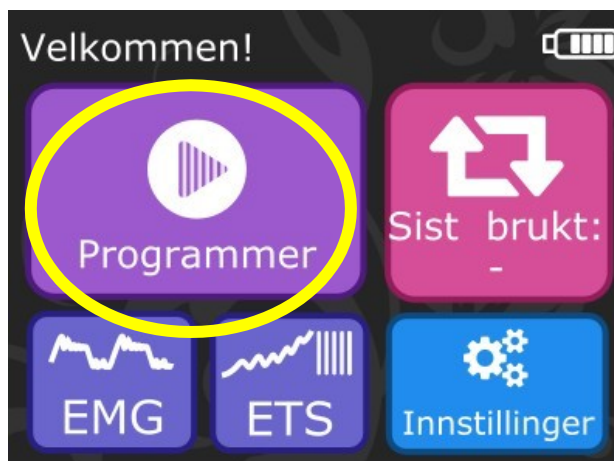 Velkommen!
Programmer
Sist brukt:
-
EMG
ETS
Innstillinger